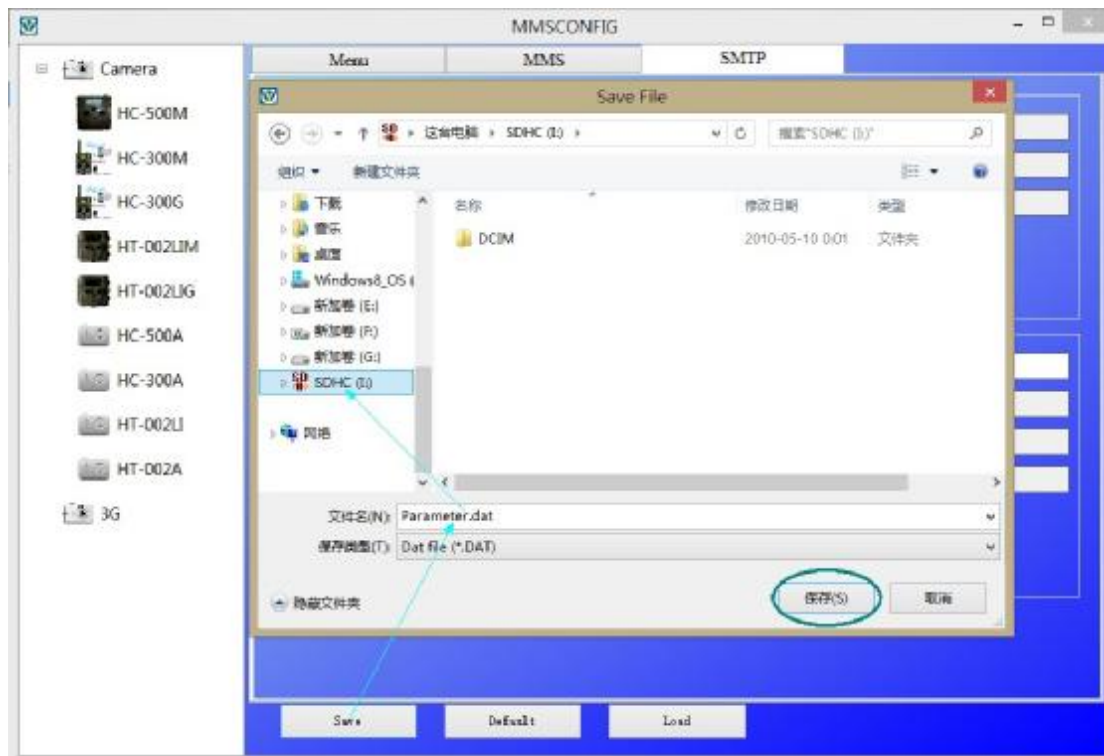 MMSCONFIG
Camera
HC-500M
HC-300M
HC-300G
HT-002LIM
HT-002LIG
HC-500A
HC-300A
HT-002LI
HT-002A
3G
Menu MMS SMTP
Save File
这台电脑 SDHC (I:) 搜索"SDHC (I:)"
组织 新建文件夹
下载
音乐
桌面
Windows8_OS (
新加卷 (E:)
新加卷 (F:)
新加卷 (G:)
SDHC (I:)
网络
名称 修改日期 类型
DCIM 2010-05-10 0:01 文件夹
文件名(N): Parameter.dat
保存类型(T): Dat file (*.DAT)
隐藏文件夹 保存(S) 取消
Save Default Load